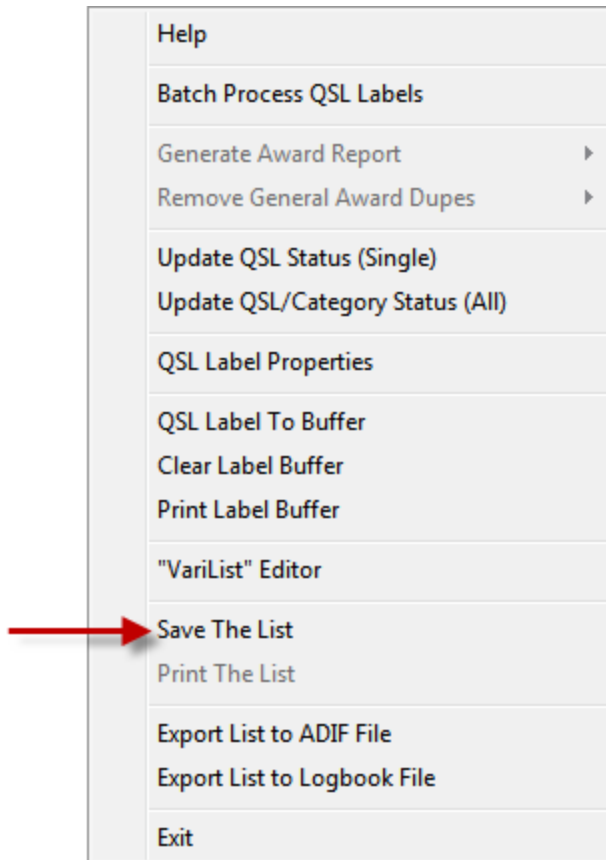 Help
Batch Process QSL Labels
Generate Award Report
Remove General Award Dupes
Update QSL Status (Single)
Update QSL/Category Status (All)
QSL Label Properties
QSL Label To Buffer
Clear Label Buffer
Print Label Buffer
"VariList" Editor
Save The List
Print The List
Export List to ADIF File
Export List to Logbook File
Exit